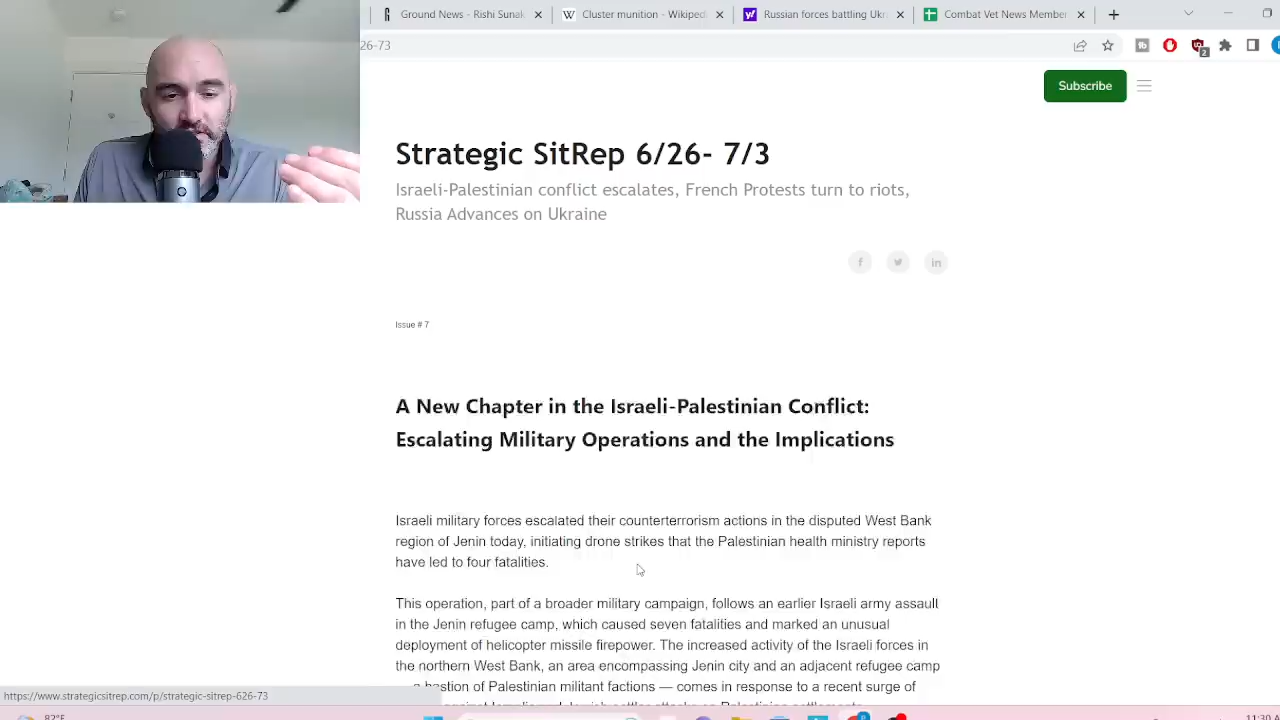 Ground News - Rishi Sunak
Cluster munition - Wikiped
Russian forces battling Ukr
Combat Vet News Member
26-73
2
Subscribe
Strategic SitRep 6/26- 7/3
Israeli-Palestinian conflict escalates, French Protests turn to riots,
Russia Advances on Ukraine
Issue # 7
A New Chapter in the Israeli-Palestinian Conflict:
Escalating Military Operations and the Implications
Israeli military forces escalated their counterterrorism actions in the disputed West Bank
region of Jenin today, initiating drone strikes that the Palestinian health ministry reports
have led to four fatalities.
This operation, part of a broader military campaign, follows an earlier Israeli army assault
in the Jenin refugee camp, which caused seven fatalities and marked an unusual
deployment of helicopter missile firepower. The increased activity of the Israeli forces in
the northern West Bank, an area encompassing Jenin city and an adjacent refugee camp
bastion of Palestinian militant factions — comes in response to a recent surge of
https://www.strategicsitrep.com/p/strategic-sitrep-626-73